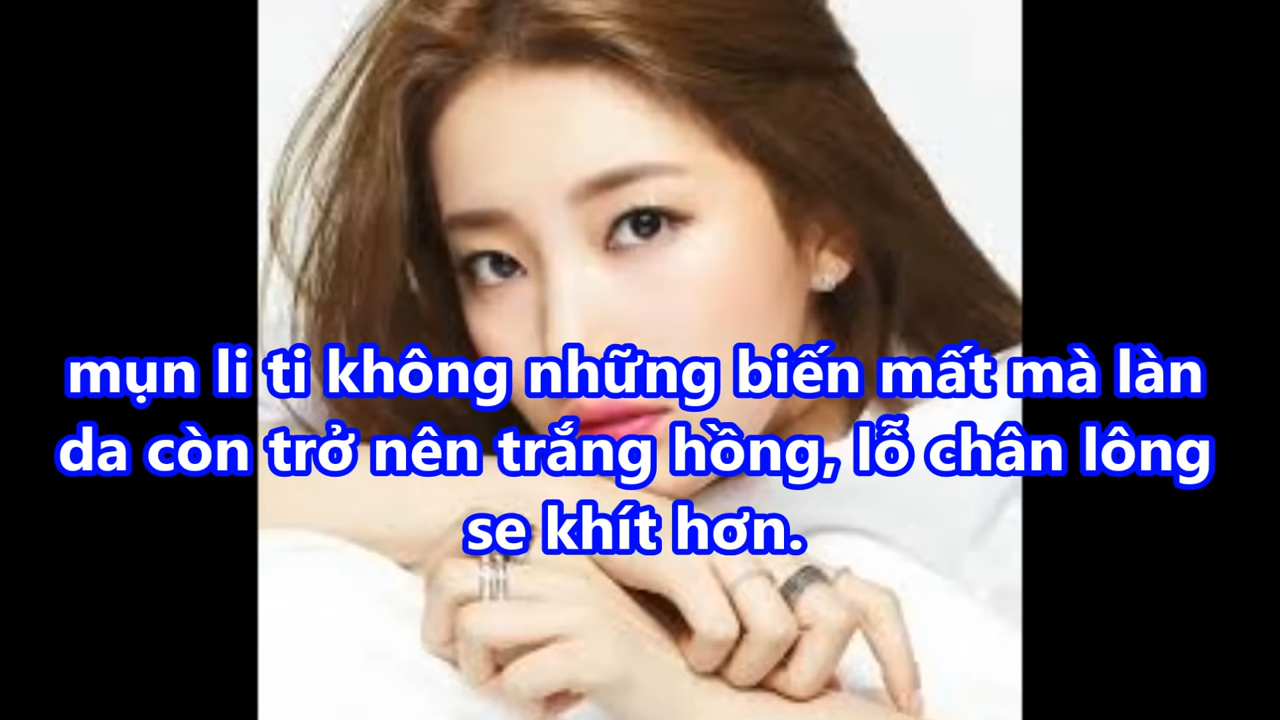 mụn li ti không những biến mất mà làn
da còn trở nên trắng hồng, lỗ chân lông
se khít hơn.